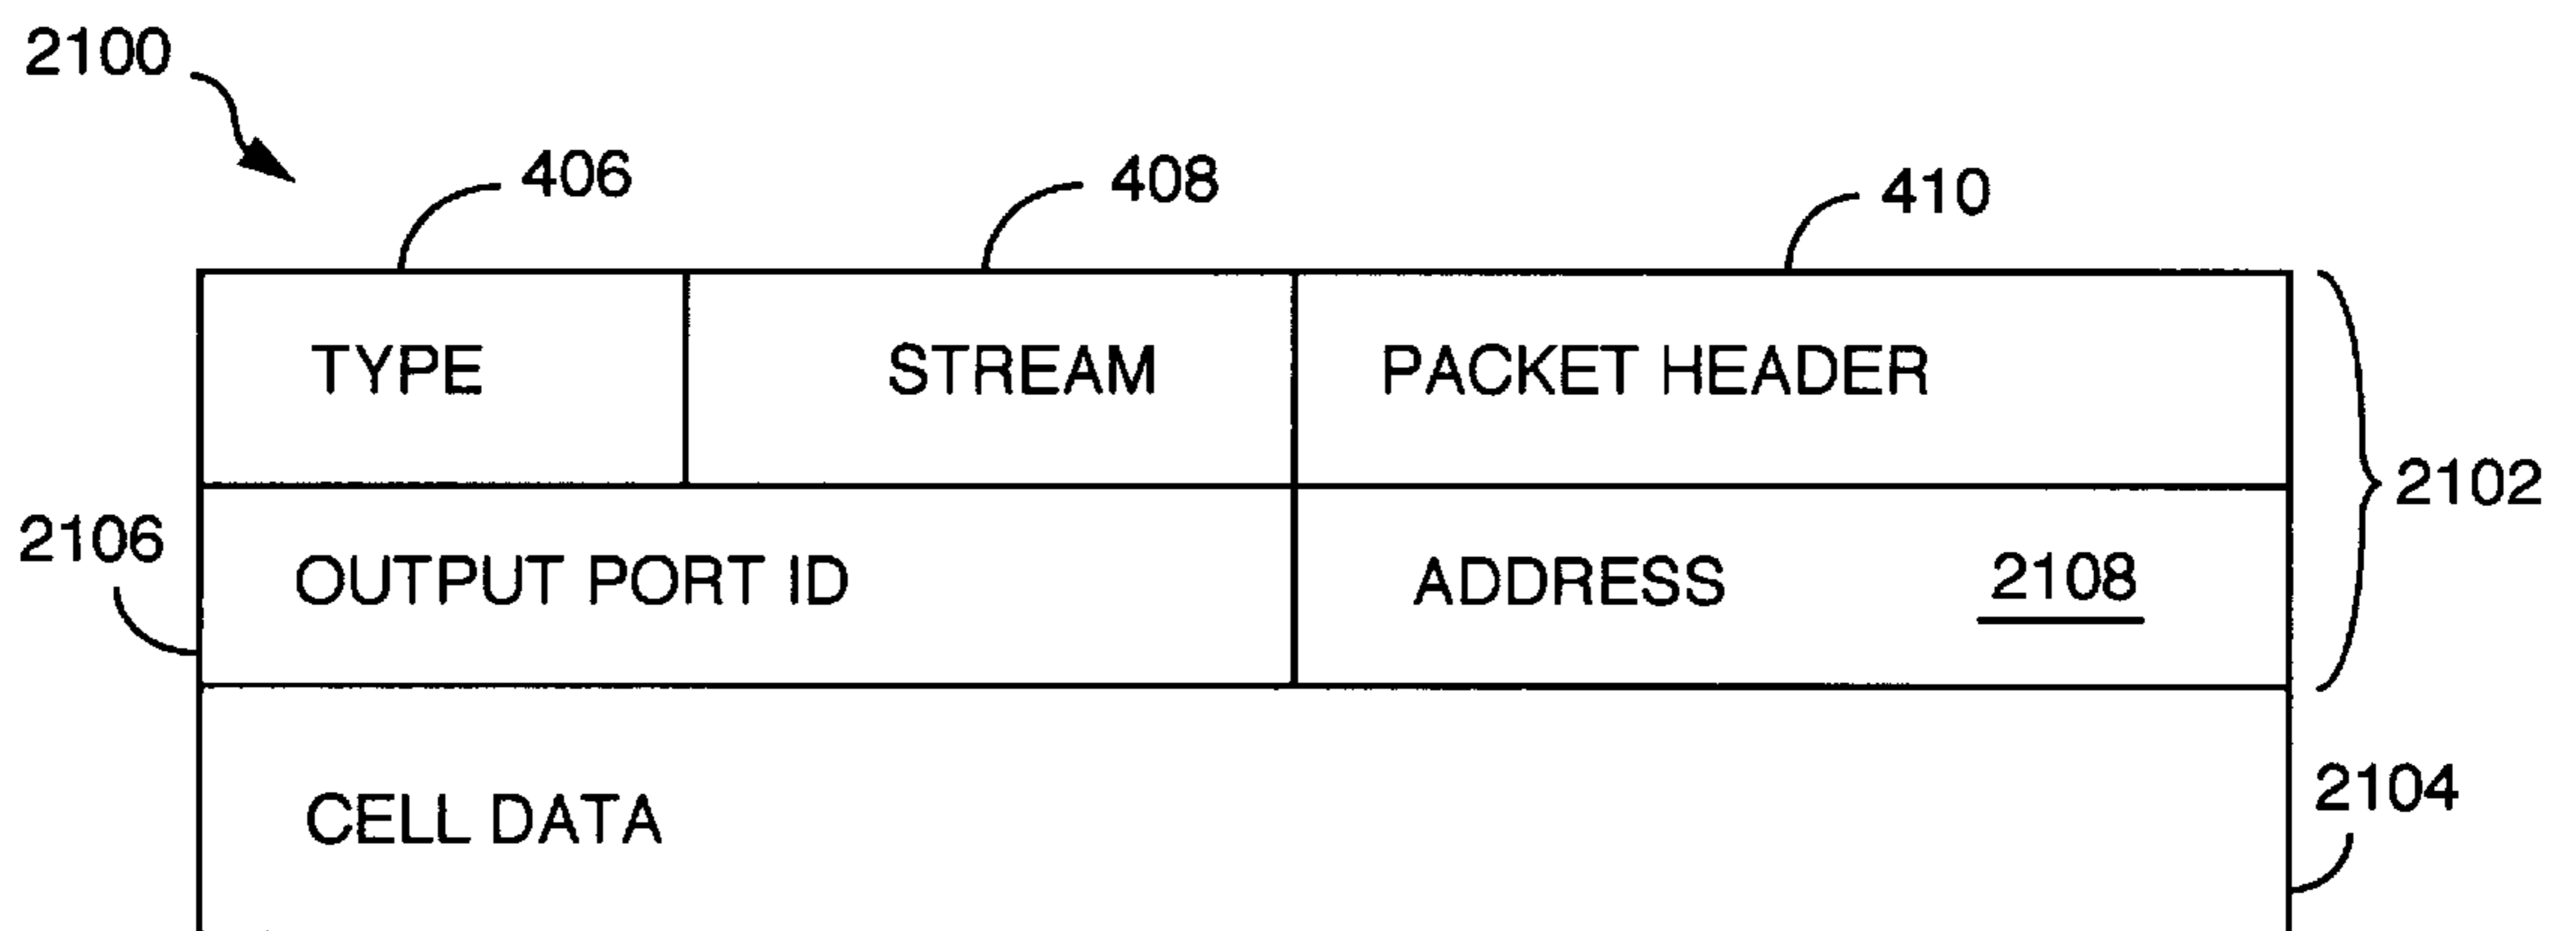 2100
406
408
410
TYPE
STREAM
PACKET HEADER
2102
2106
OUTPUT PORT ID
ADDRESS 2108
CELL DATA
2104